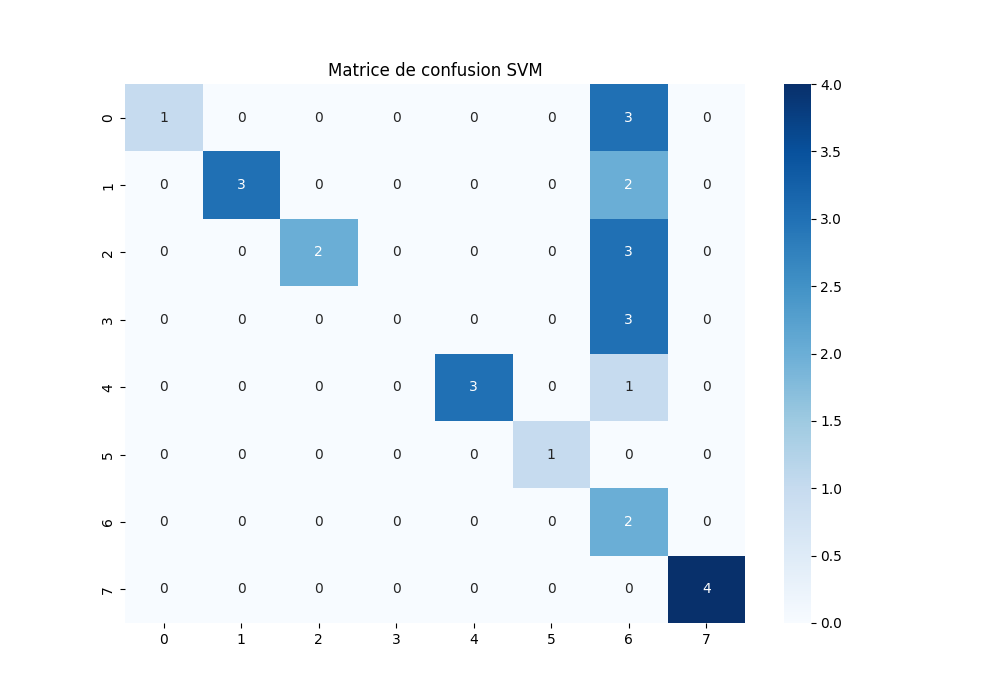 Matrice de confusion SVM
0 1 0 0 0 0 0 3 0
1 0 3 0 0 0 0 2 0
2 0 0 2 0 0 0 3 0
3 0 0 0 0 0 0 3 0
4 0 0 0 0 3 0 1 0
5 0 0 0 0 0 1 0 0
6 0 0 0 0 0 0 2 0
7 0 0 0 0 0 0 0 4
0 1 2 3 4 5 6 7
4.0
3.5
3.0
2.5
2.0
1.5
1.0
0.5
0.0